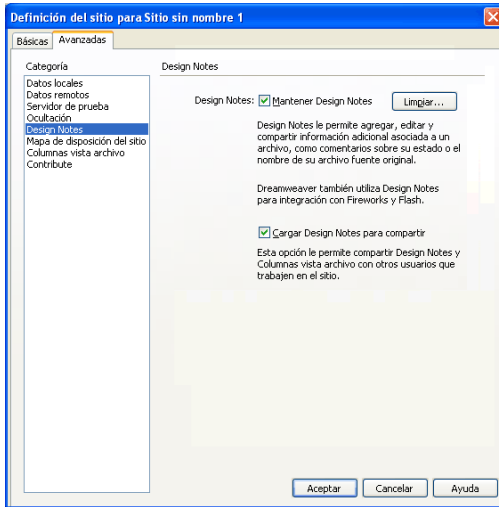 Definición del sitio para Sitio sin nombre 1
Básicas Avanzadas
Categoría
Datos locales
Datos remotos
Servidor de prueba
Ocultación
Design Notes
Mapa de disposición del sitio
Columnas vista archivo
Contribute
Design Notes
Design Notes: Mantener Design Notes Limpiar...
Design Notes le permite agregar, editar y
compartir información adicional asociada a un
archivo, como comentarios sobre su estado o el
nombre de su archivo fuente original.
Dreamweaver también utiliza Design Notes
para integración con Fireworks y Flash.
Cargar Design Notes para compartir
Esta opción le permite compartir Design Notes y
Columnas vista archivo con otros usuarios que
trabajen en el sitio.
Aceptar Cancelar Ayuda